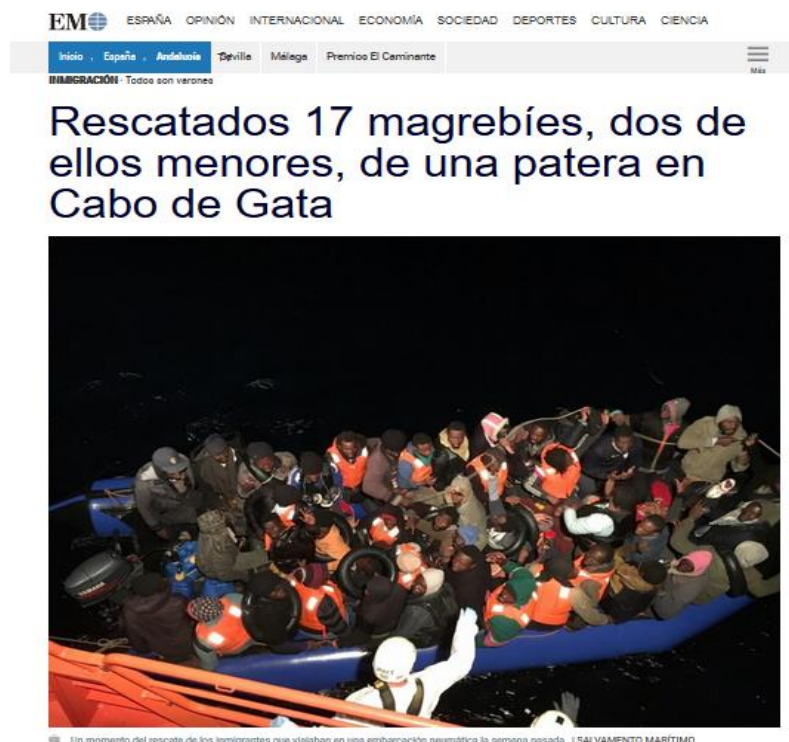 EM ESPAÑA OPINIÓN INTERNACIONAL ECONOMÍA SOCIEDAD DEPORTES CULTURA CIENCIA
Inicio › España › Andalucía Sevilla Málaga Premios El Caminante
Más
INMIGRACIÓN · Todos son varones
Rescatados 17 magrebíes, dos de
ellos menores, de una patera en
Cabo de Gata
YAMAHA
Un momento del rescate de los inmigrantes que viajaban en una embarcación neumática la semana pasada. | SALVAMENTO MARÍTIMO